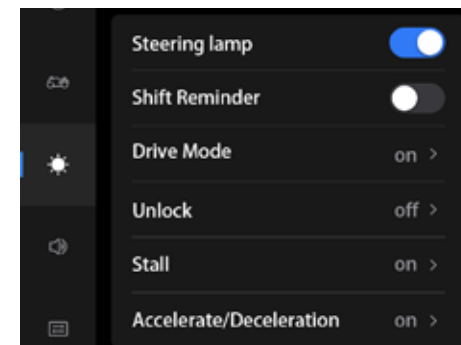 Steering lamp
Shift Reminder
Drive Mode on >
Unlock off >
Stall on >
Accelerate/Deceleration on >